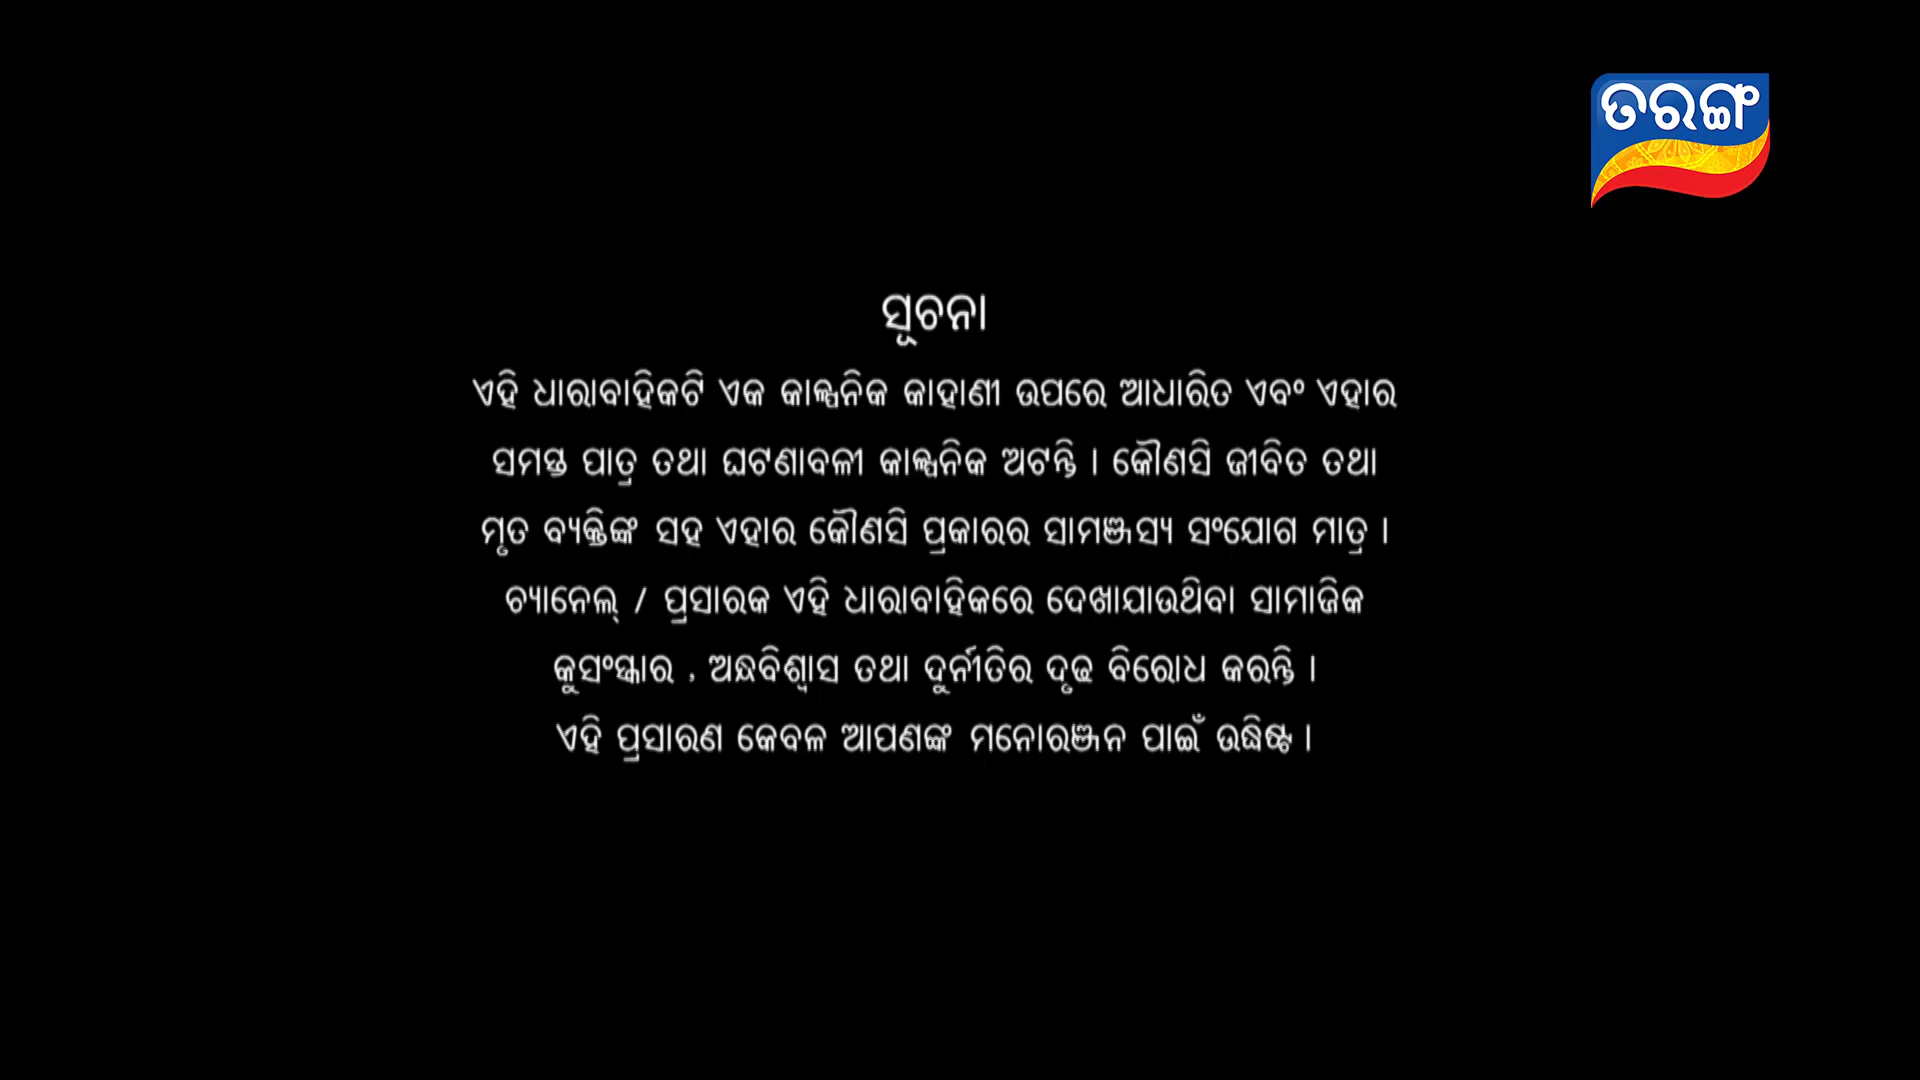 ତରଙ୍ଗ
ସୂଚନା
ଏହି ଧାରାବାହିକଟି ଏକ କାଳ୍ପନିକ କାହାଣୀ ଉପରେ ଆଧାରିତ ଏବଂ ଏହାର
ସମସ୍ତ ପାତ୍ର ତଥା ଘଟଣାବଳୀ କାଳ୍ପନିକ ଅଟନ୍ତି । କୌଣସି ଜୀବିତ ତଥା
ମୃତ ବ୍ୟକ୍ତିଙ୍କ ସହ ଏହାର କୌଣସି ପ୍ରକାରର ସାମଞ୍ଜସ୍ୟ ସଂଯୋଗ ମାତ୍ର ।
ଚ୍ୟାନେଲ୍ / ପ୍ରସାରକ ଏହି ଧାରାବାହିକରେ ଦେଖାଯାଉଥିବା ସାମାଜିକ
କୁସଂସ୍କାର , ଅନ୍ଧବିଶ୍ୱାସ ତଥା ଦୁର୍ନୀତିର ଦୃଢ ବିରୋଧ କରନ୍ତି ।
ଏହି ପ୍ରସାରଣ କେବଳ ଆପଣଙ୍କ ମନୋରଞ୍ଜନ ପାଇଁ ଉଦ୍ଧିଷ୍ଟ ।